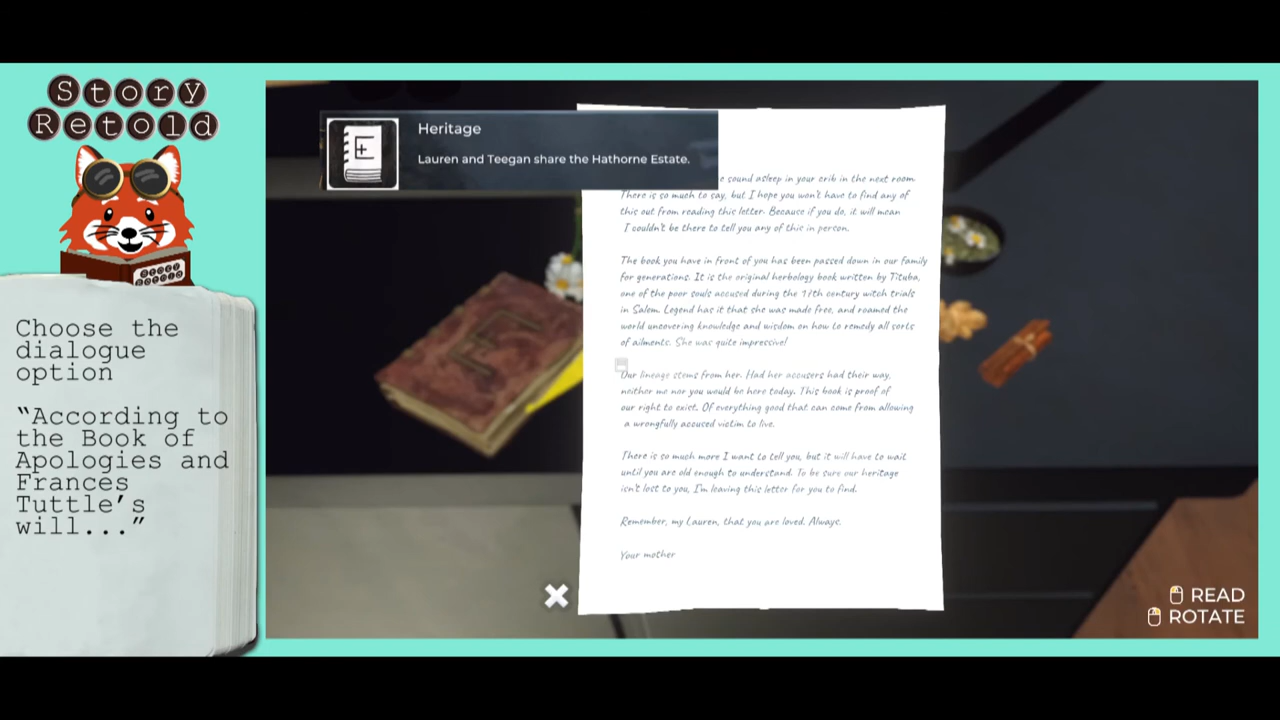 Story
Retold
Choose the
dialogue
option
“According to
the Book of
Apologies and
Frances
Tuttle’s
will...”
Heritage
Lauren and Teegan share the Hathorne Estate.
sound asleep in your crib in the next room.
There is so much to say, but I hope you won't have to find any of
this out from reading this letter. Because if you do, it will mean
I couldn't be there to tell you any of this in person.
The book you have in front of you has been passed down in our family
for generations. It is the original herbology book written by Tituba,
one of the poor souls accused during the 17th century witch trials
in Salem. Legend has it that she was made free, and roamed the
world uncovering knowledge and wisdom on how to remedy all sorts
of ailments. She was quite impressive!
Our lineage stems from her. Had her accusers had their way,
neither me nor you would be here today. This book is proof of
our right to exist. Of everything good that can come from allowing
a wrongfully accused victim to live.
There is so much more I want to tell you, but it will have to wait
until you are old enough to understand. To be sure our heritage
isn't lost to you, I'm leaving this letter for you to find.
Remember, my Lauren, that you are loved. Always.
Your mother
READ
ROTATE